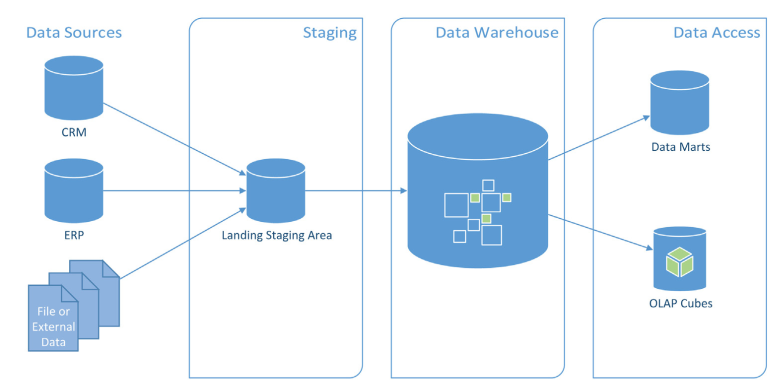 Data Sources
Staging
Data Warehouse
Data Access
CRM
ERP
File or
External
Data
Landing Staging Area
Data Marts
OLAP Cubes